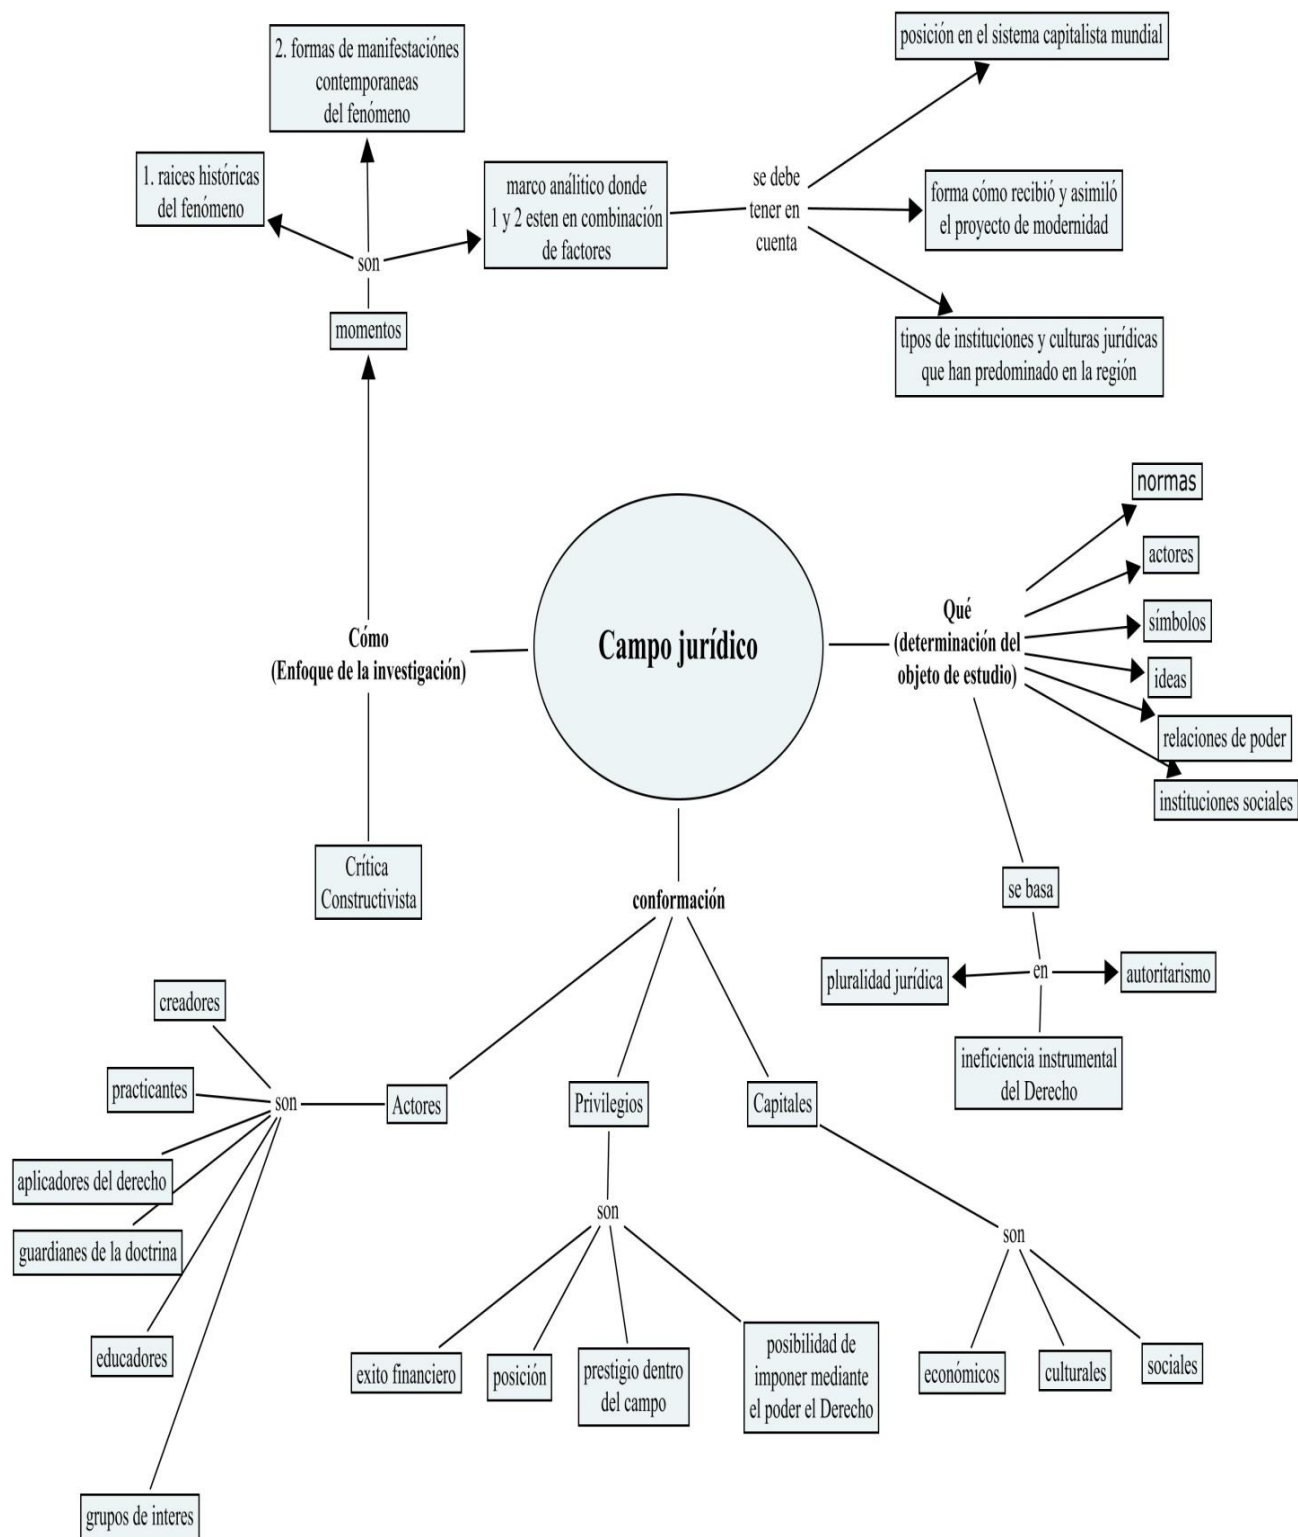 posición en el sistema capitalista mundial
2. formas de manifestaciónes
contemporaneas
del fenómeno
1. raices históricas
del fenómeno
marco análitico donde
1 y 2 esten en combinación
de factores
se debe
tener en
cuenta
forma cómo recibió y asimiló
el proyecto de modernidad
son
momentos
tipos de instituciones y culturas jurídicas
que han predominado en la región
normas
actores
símbolos
ideas
relaciones de poder
instituciones sociales
Qué
(determinación del
objeto de estudio)
Campo jurídico
Cómo
(Enfoque de la investigación)
Crítica
Constructivista
conformación
se basa
en
pluralidad jurídica
autoritarismo
ineficiencia instrumental
del Derecho
creadores
practicantes
son
Actores
Privilegios
Capitales
aplicadores del derecho
guardianes de la doctrina
educadores
grupos de interes
son
exito financiero
posición
prestigio dentro
del campo
posibilidad de
imponer mediante
el poder el Derecho
son
económicos
culturales
sociales